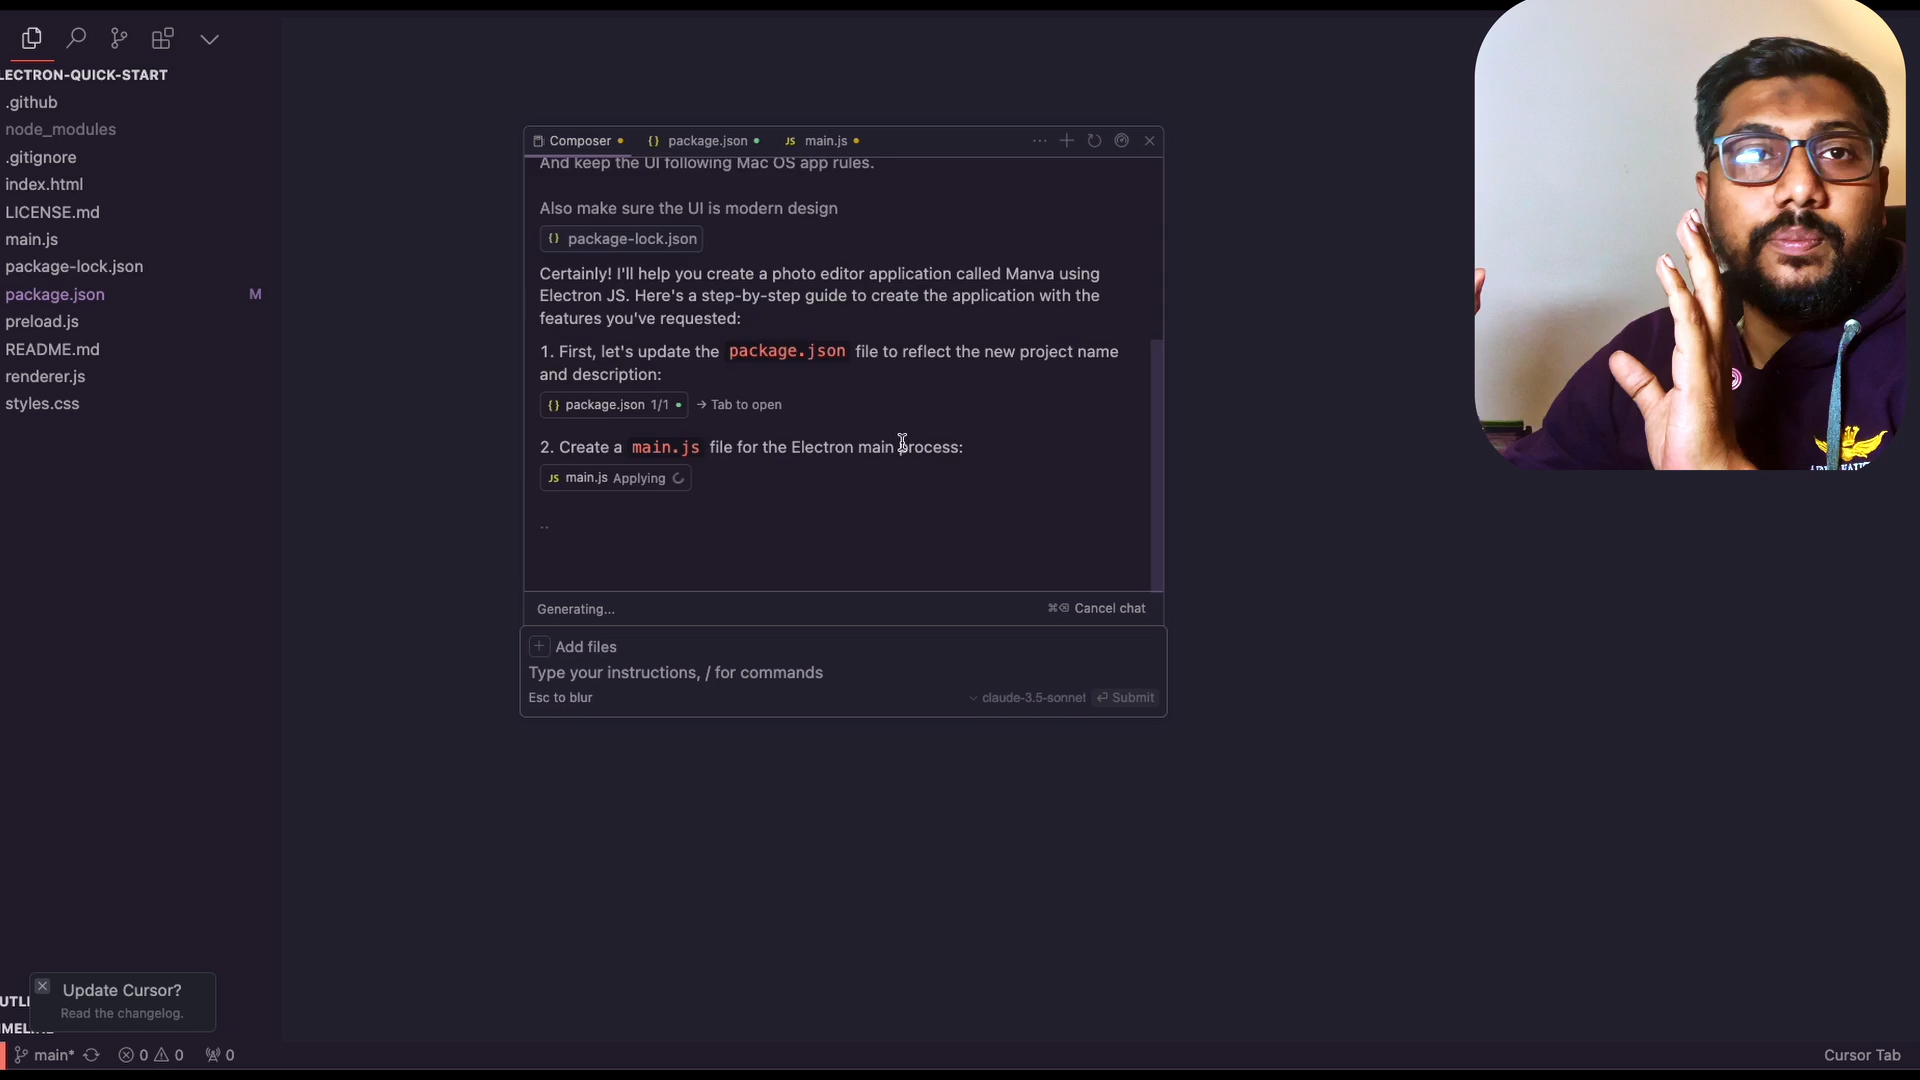 LECTRON-QUICK-START
.github
node_modules
.gitignore
index.html
LICENSE.md
main.js
package-lock.json
package.json M
preload.js
README.md
renderer.js
styles.css
Composer package.json JS main.js
And keep the UI following Mac OS app rules.
Also make sure the UI is modern design
{} package-lock.json
Certainly! I'll help you create a photo editor application called Manva using
Electron JS. Here's a step-by-step guide to create the application with the
features you've requested:
1. First, let's update the package.json file to reflect the new project name
and description:
{} package.json 1/1 → Tab to open
2. Create a main.js file for the Electron main process:
JS main.js Applying
..
Generating... ⌘⌫ Cancel chat
+ Add files
Type your instructions, / for commands
Esc to blur claude-3.5-sonnet ↵ Submit
Update Cursor?
Read the changelog.
UTLI
IMELINE
main* 0 0 0 Cursor Tab